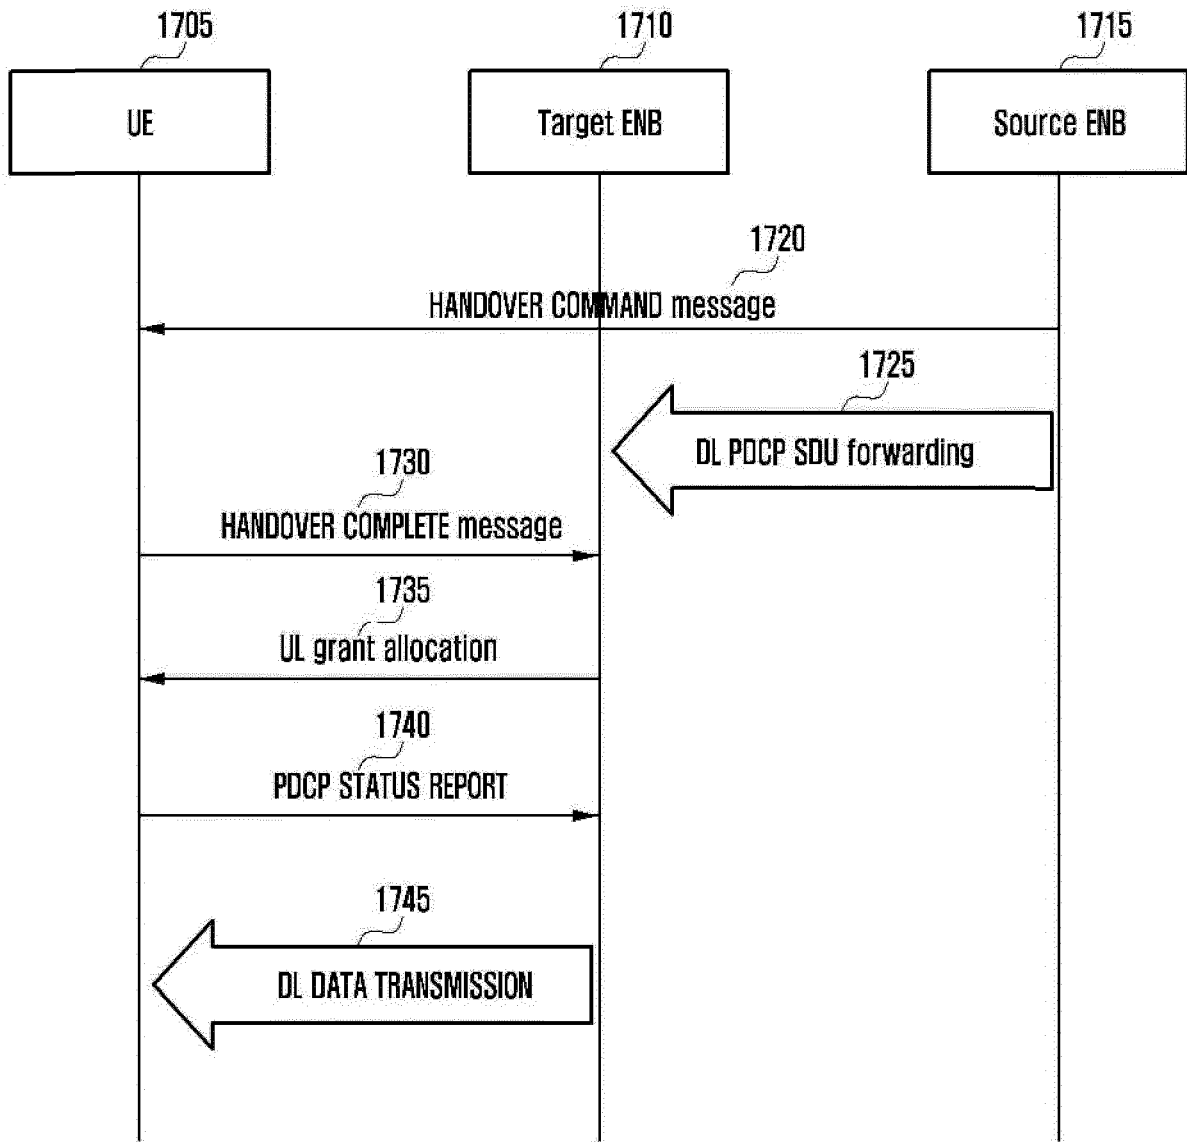 1705
1710
1715
UE
Target ENB
Source ENB
1720
HANDOVER COMMAND message
1725
DL PDCP SDU forwarding
1730
HANDOVER COMPLETE message
1735
UL grant allocation
1740
PDCP STATUS REPORT
1745
DL DATA TRANSMISSION